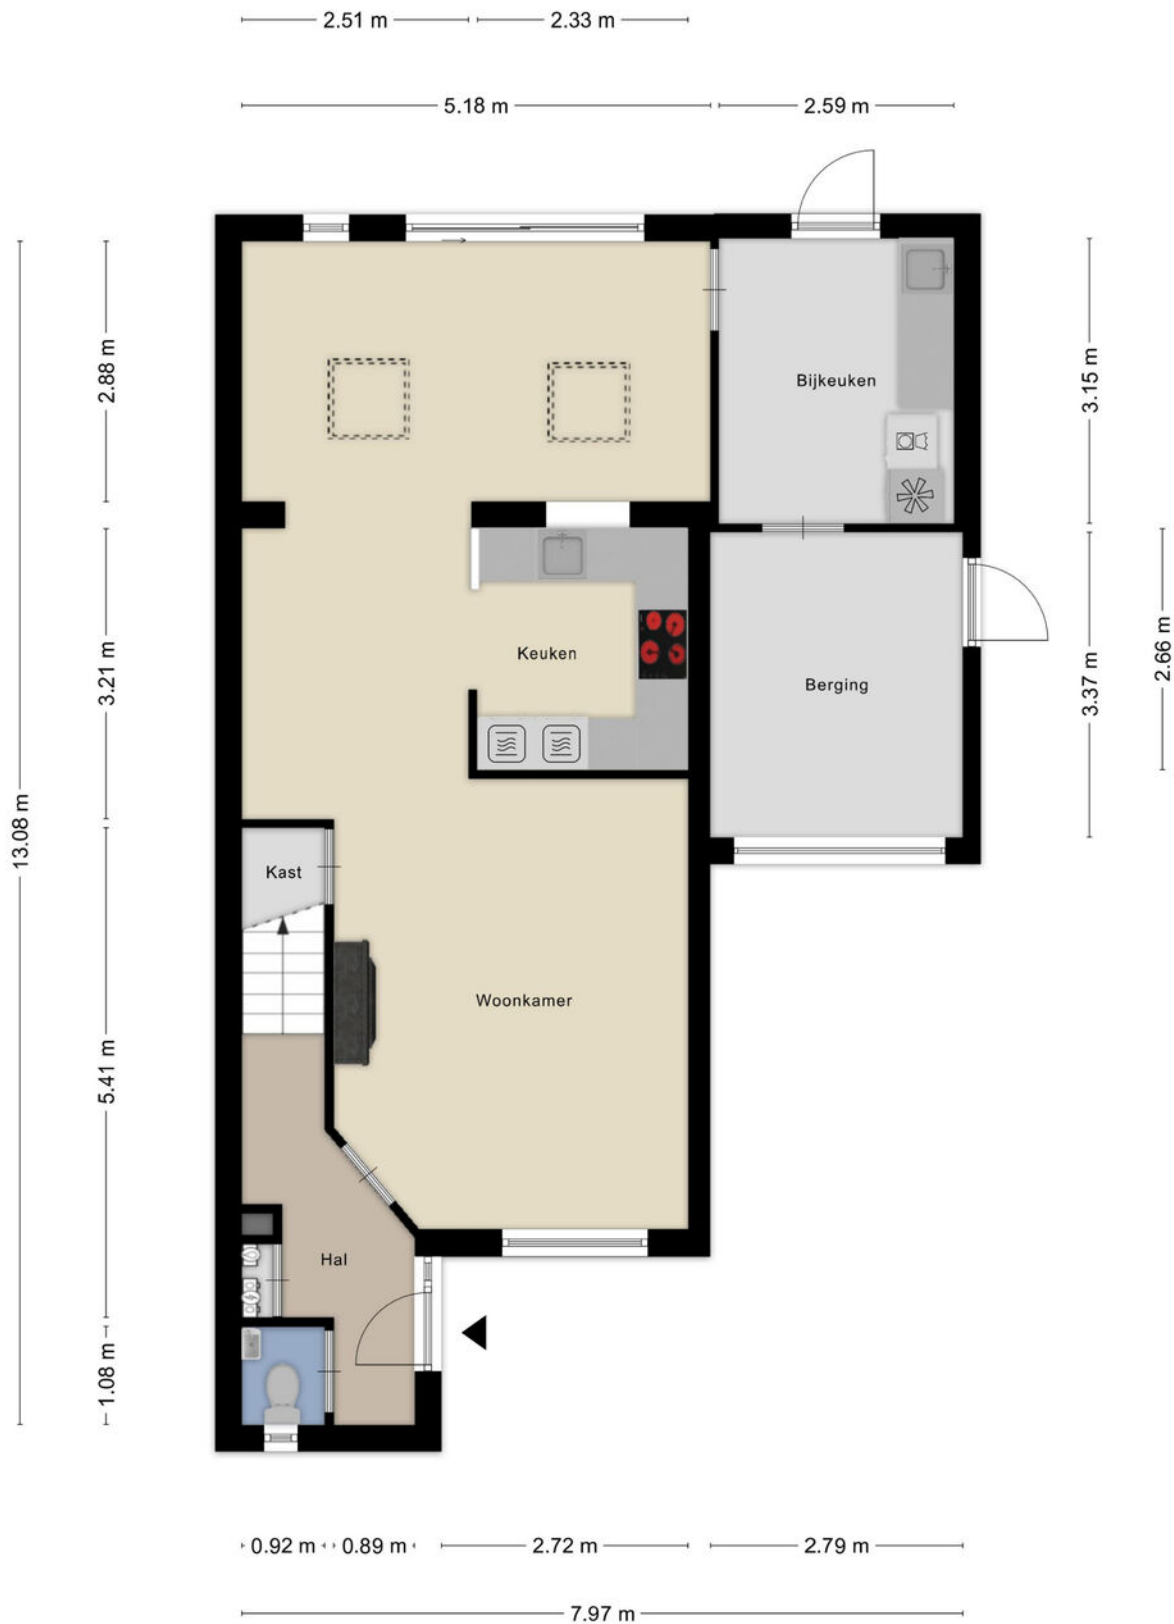 2.51 m
2.33 m
5.18 m
2.59 m
2.88 m
3.15 m
Bijkeuken
3.21 m
Keuken
Berging
3.37 m
2.66 m
13.08 m
Kast
Woonkamer
5.41 m
Hal
1.08 m
0.92 m
0.89 m
2.72 m
2.79 m
7.97 m